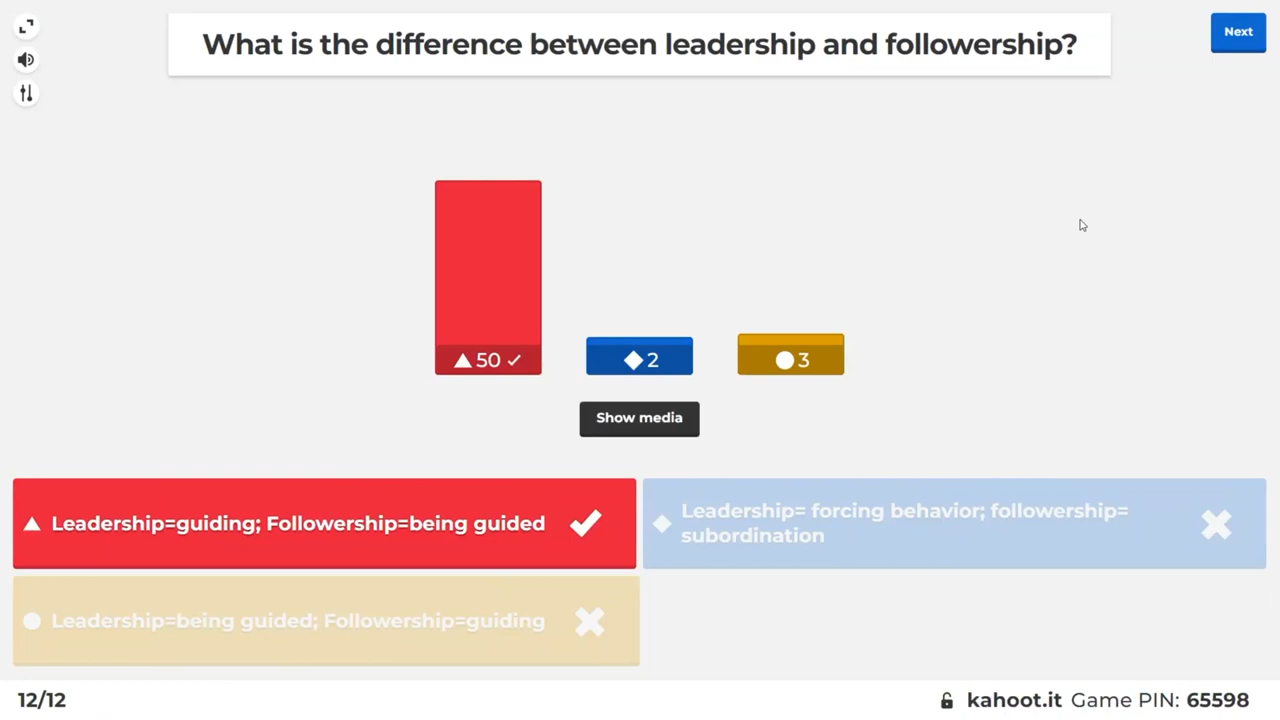 What is the difference between leadership and followership?
Next
50
2
3
Show media
Leadership=guiding; Followership=being guided
Leadership= forcing behavior; followership=
subordination
Leadership=being guided; Followership=guiding
12/12
kahoot.it Game PIN: 65598